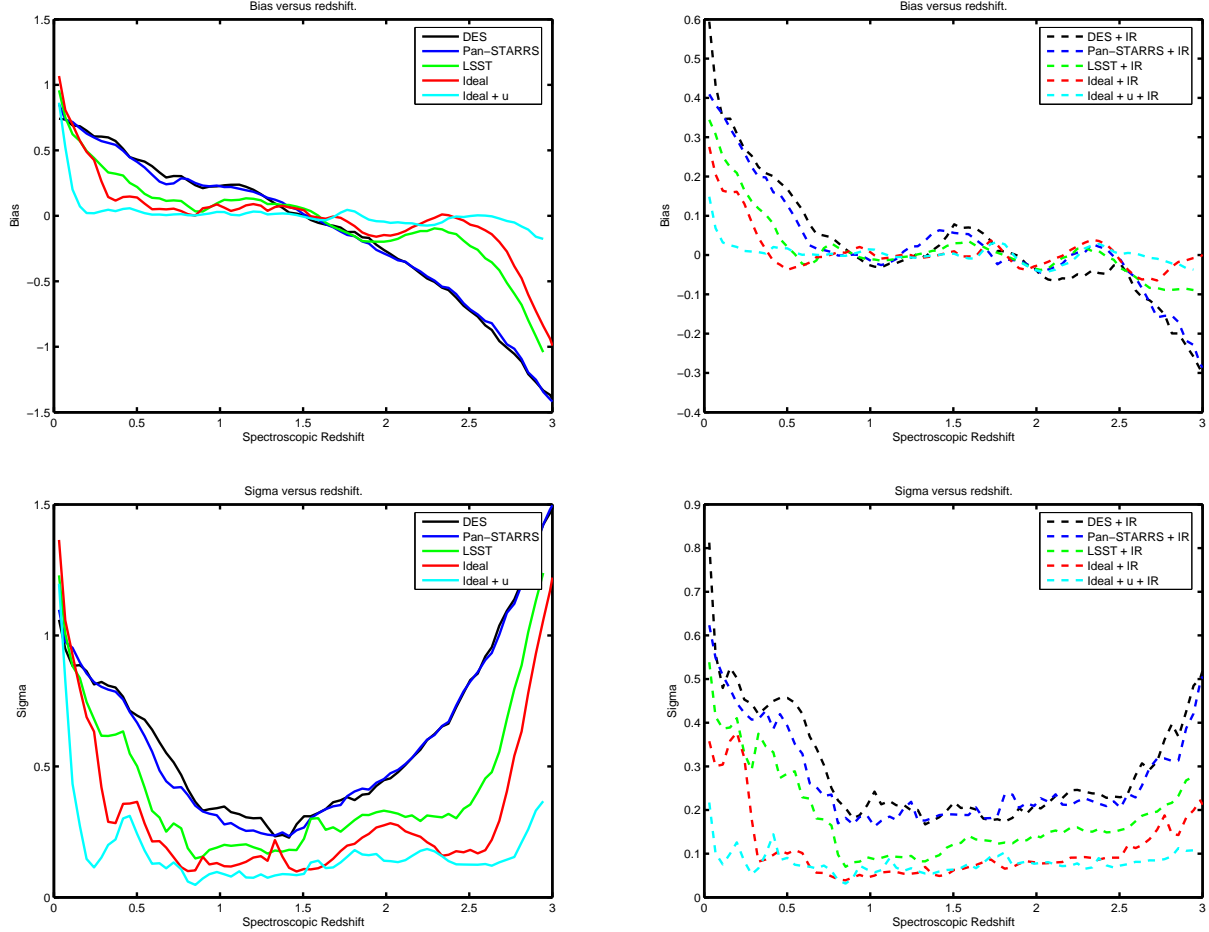 Bias versus redshift.
1.5
1
0.5
0
−0.5
−1
−1.5
Bias
0
0.5
1
1.5
2
2.5
3
Spectroscopic Redshift
DES
Pan−STARRS
LSST
Ideal
Ideal + u
Bias versus redshift.
0.6
0.5
0.4
0.3
0.2
0.1
0
−0.1
−0.2
−0.3
−0.4
Bias
0
0.5
1
1.5
2
2.5
3
Spectroscopic Redshift
DES + IR
Pan−STARRS + IR
LSST + IR
Ideal + IR
Ideal + u + IR
Sigma versus redshift.
1.5
1
0.5
0
Sigma
0
0.5
1
1.5
2
2.5
3
Spectroscopic Redshift
DES
Pan−STARRS
LSST
Ideal
Ideal + u
Sigma versus redshift.
0.9
0.8
0.7
0.6
0.5
0.4
0.3
0.2
0.1
0
Sigma
0
0.5
1
1.5
2
2.5
3
Spectroscopic Redshift
DES + IR
Pan−STARRS + IR
LSST + IR
Ideal + IR
Ideal + u + IR